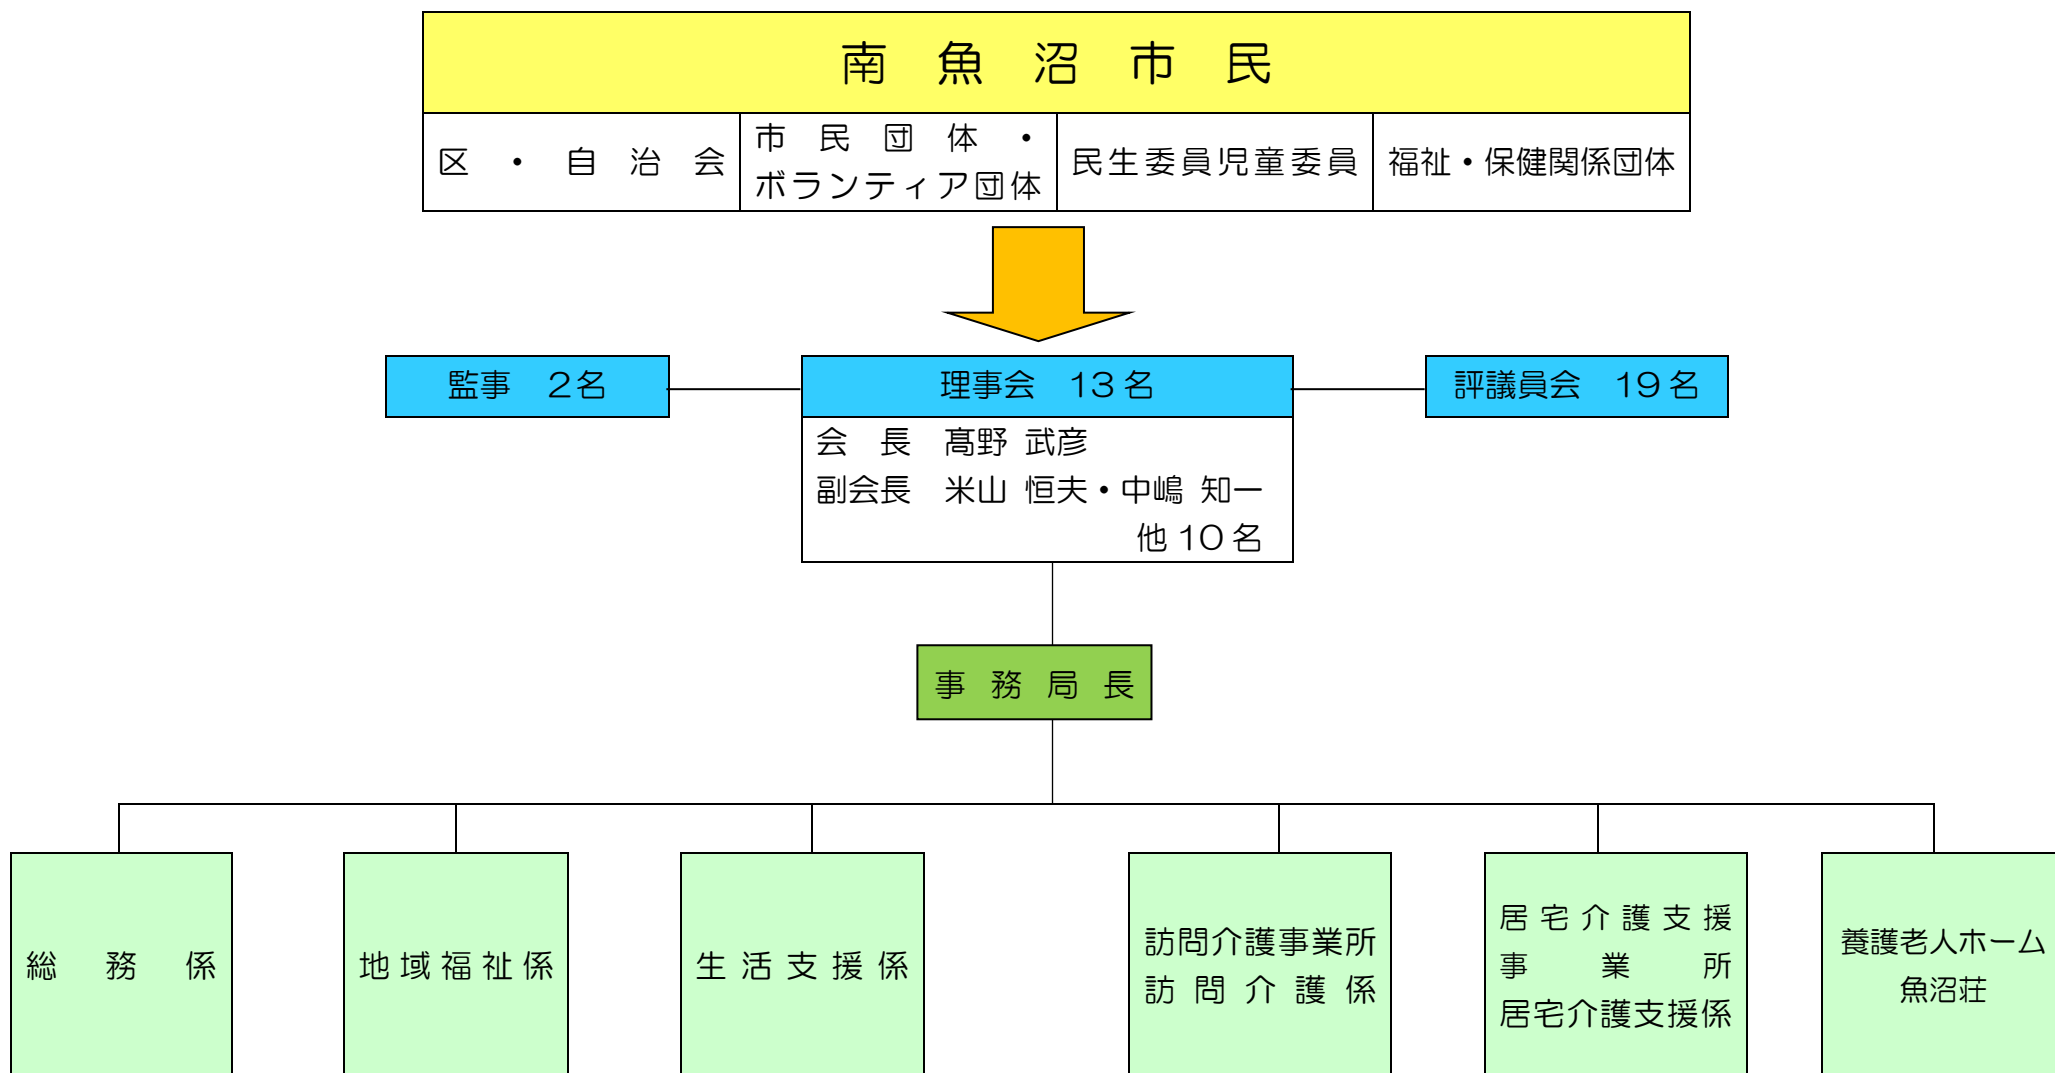 南魚沼市民
区・自治会
市民団体・
ボランティア団体
民生委員児童委員
福祉・保健関係団体
監事　2名
理事会　13名
評議員会　19名
会　長　髙野 武彦
副会長　米山 恒夫・中嶋 知一
他10名
事務局長
総務係
地域福祉係
生活支援係
訪問介護事業所
訪問介護係
居宅介護支援
事業所
居宅介護支援係
養護老人ホーム
魚沼荘